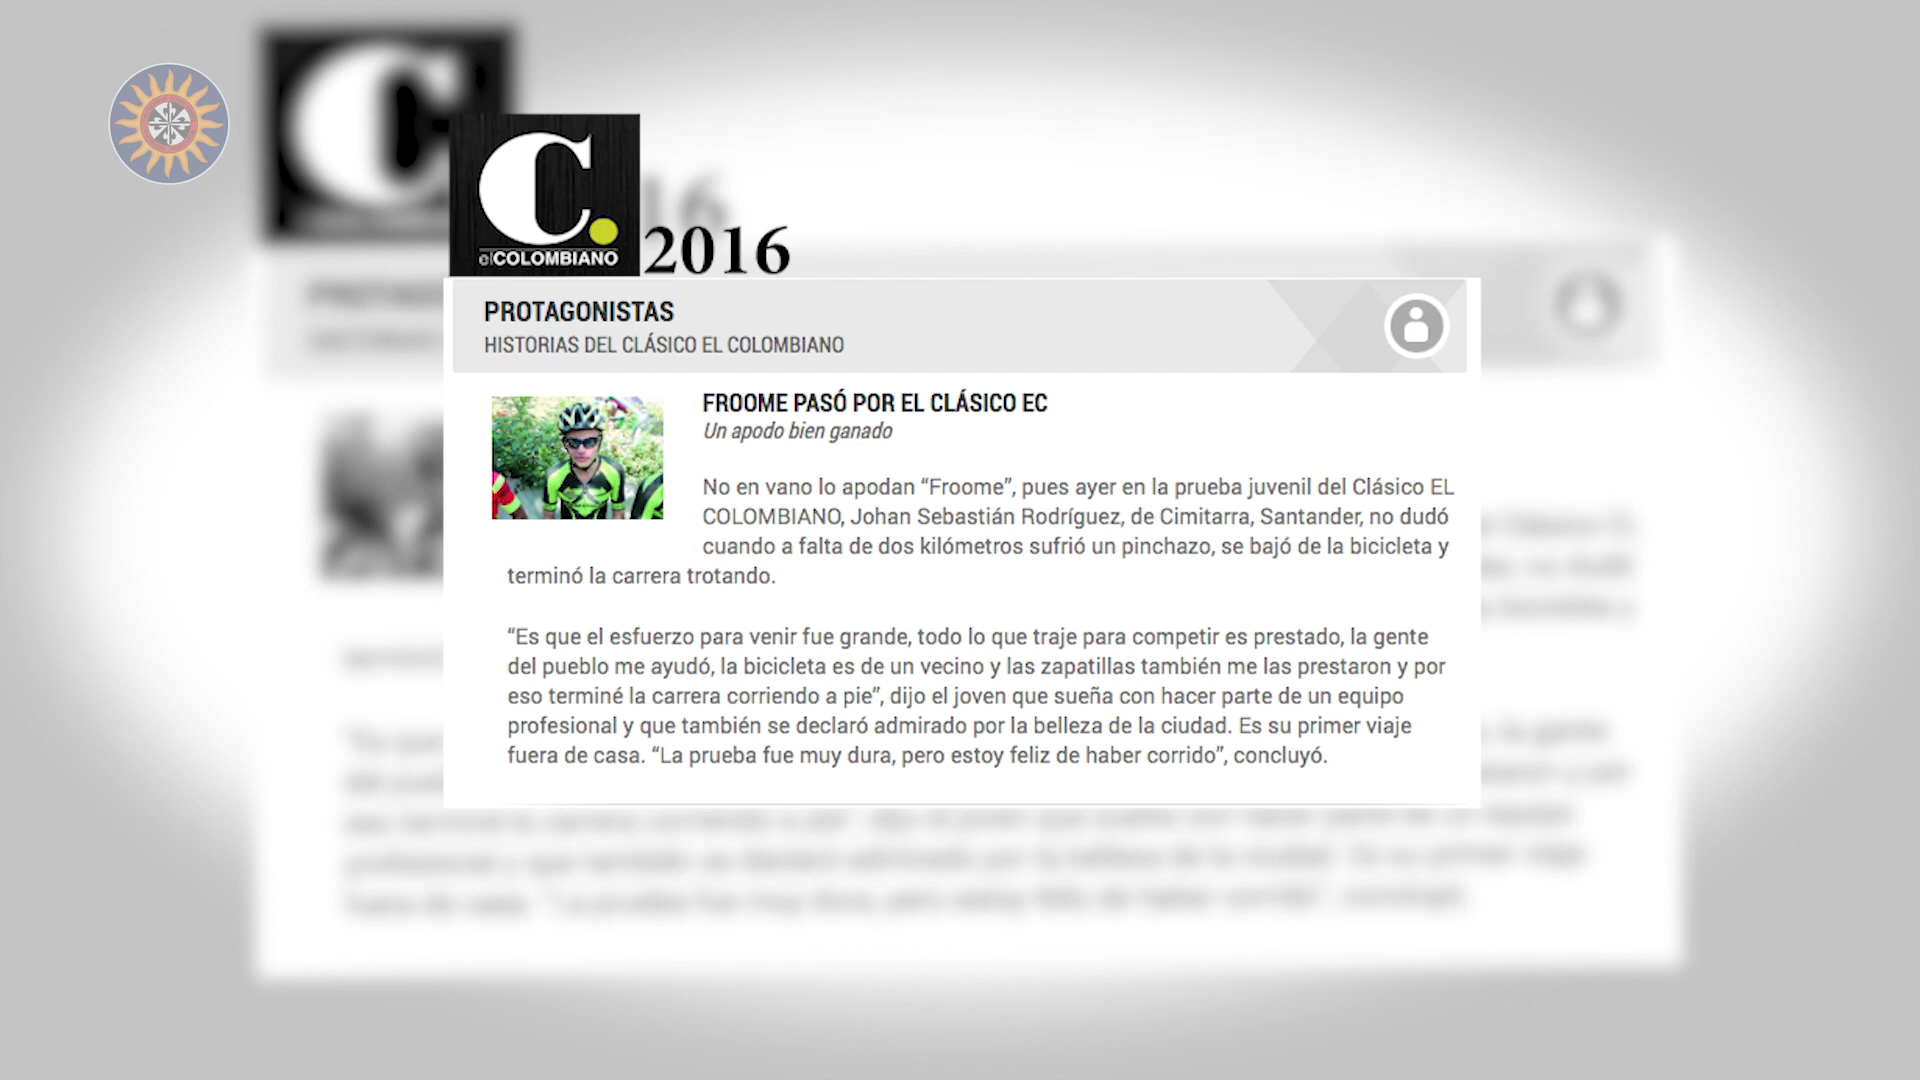 elCOLOMBIANO
2016
PROTAGONISTAS
HISTORIAS DEL CLÁSICO EL COLOMBIANO
FROOME PASÓ POR EL CLÁSICO EC
Un apodo bien ganado
No en vano lo apodan “Froome”, pues ayer en la prueba juvenil del Clásico EL
COLOMBIANO, Johan Sebastián Rodríguez, de Cimitarra, Santander, no dudó
cuando a falta de dos kilómetros sufrió un pinchazo, se bajó de la bicicleta y
terminó la carrera trotando.
“Es que el esfuerzo para venir fue grande, todo lo que traje para competir es prestado, la gente
del pueblo me ayudó, la bicicleta es de un vecino y las zapatillas también me las prestaron y por
eso terminé la carrera corriendo a pie”, dijo el joven que sueña con hacer parte de un equipo
profesional y que también se declaró admirado por la belleza de la ciudad. Es su primer viaje
fuera de casa. “La prueba fue muy dura, pero estoy feliz de haber corrido”, concluyó.